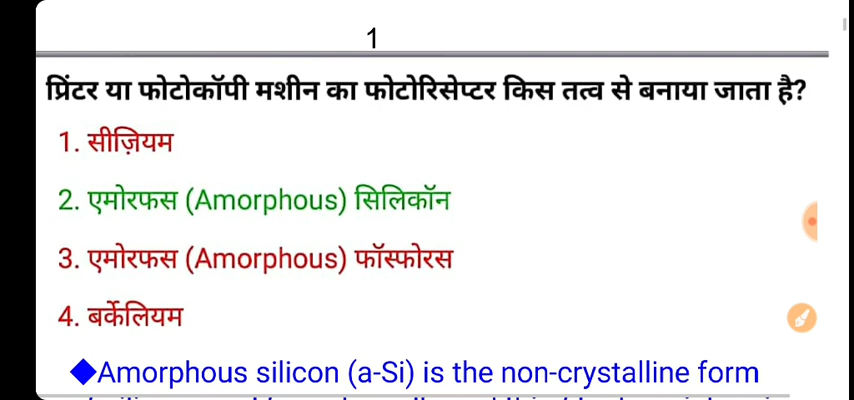 1
प्रिंटर या फोटोकॉपी मशीन का फोटोरिसेप्टर किस तत्व से बनाया जाता है?
1. सीज़ियम
2. एमोरफस (Amorphous) सिलिकॉन
3. एमोरफस (Amorphous) फॉस्फोरस
4. बर्केलियम
◆Amorphous silicon (a-Si) is the non-crystalline form